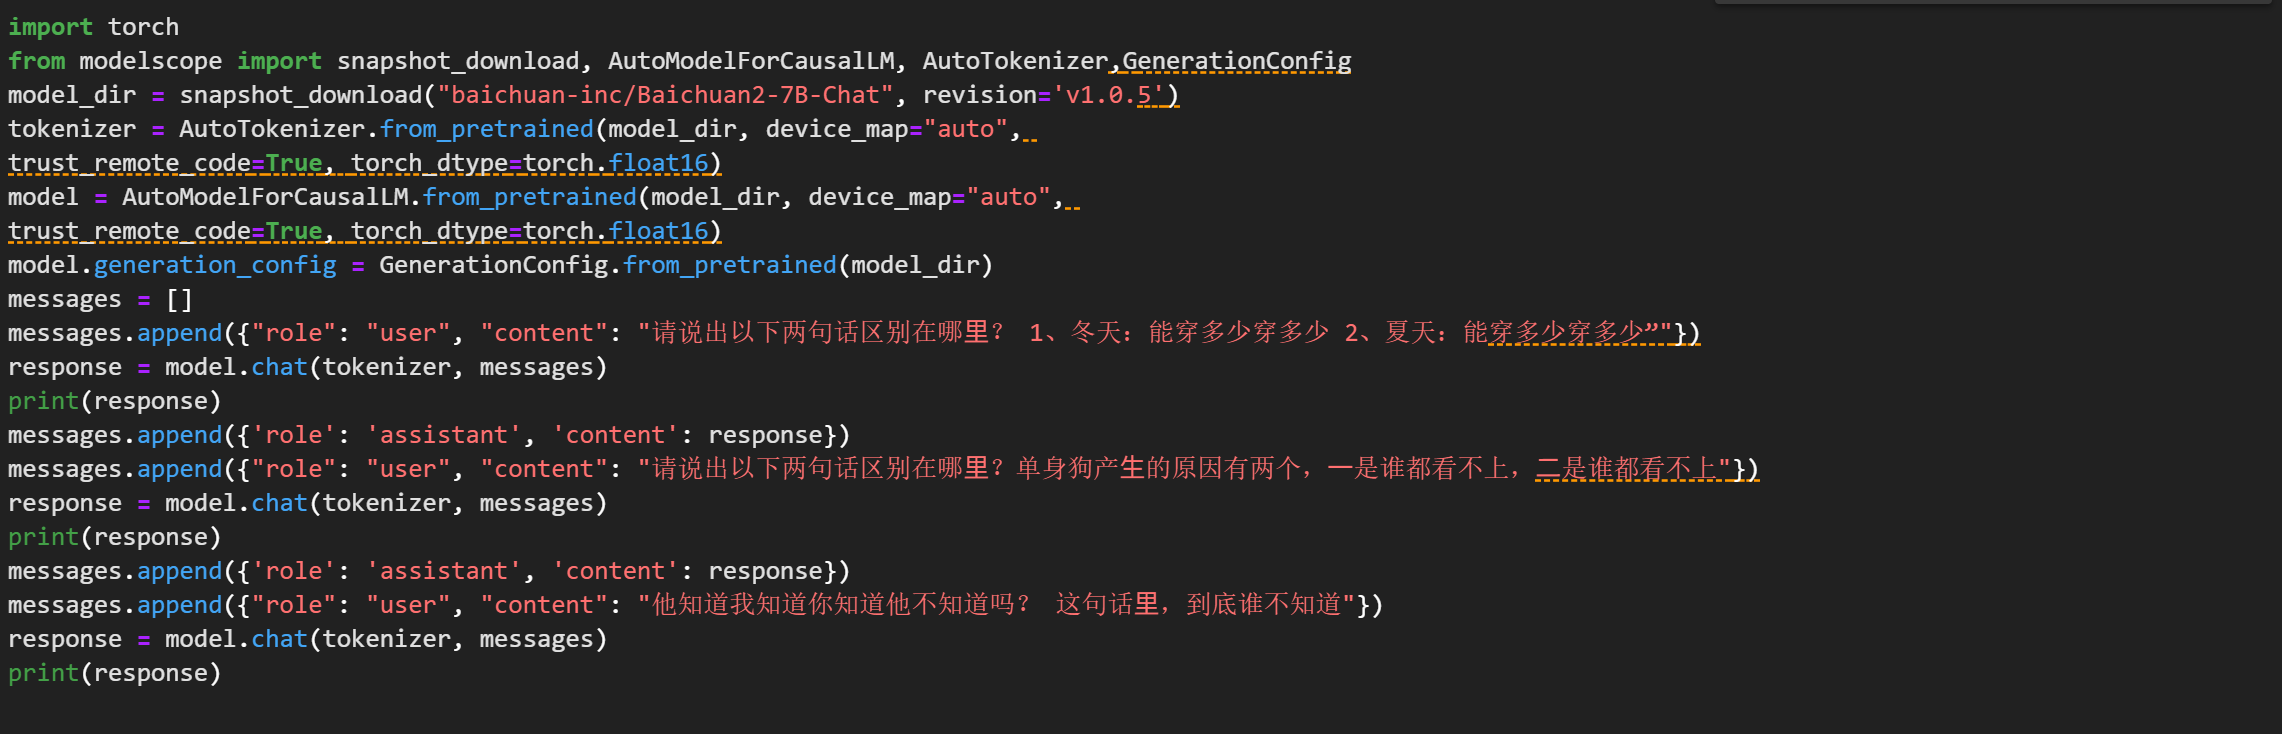 import torch
from modelscope import snapshot_download, AutoModelForCausalLM, AutoTokenizer,GenerationConfig
model_dir = snapshot_download("baichuan-inc/Baichuan2-7B-Chat", revision='v1.0.5')
tokenizer = AutoTokenizer.from_pretrained(model_dir, device_map="auto",
trust_remote_code=True, torch_dtype=torch.float16)
model = AutoModelForCausalLM.from_pretrained(model_dir, device_map="auto",
trust_remote_code=True, torch_dtype=torch.float16)
model.generation_config = GenerationConfig.from_pretrained(model_dir)
messages = []
messages.append({"role": "user", "content": "请说出以下两句话区别在哪里？ 1、冬天：能穿多少穿多少 2、夏天：能穿多少穿多少”"})
response = model.chat(tokenizer, messages)
print(response)
messages.append({'role': 'assistant', 'content': response})
messages.append({"role": "user", "content": "请说出以下两句话区别在哪里？单身狗产生的原因有两个，一是谁都看不上，二是谁都看不上"})
response = model.chat(tokenizer, messages)
print(response)
messages.append({'role': 'assistant', 'content': response})
messages.append({"role": "user", "content": "他知道我知道你知道他不知道吗？ 这句话里，到底谁不知道"})
response = model.chat(tokenizer, messages)
print(response)